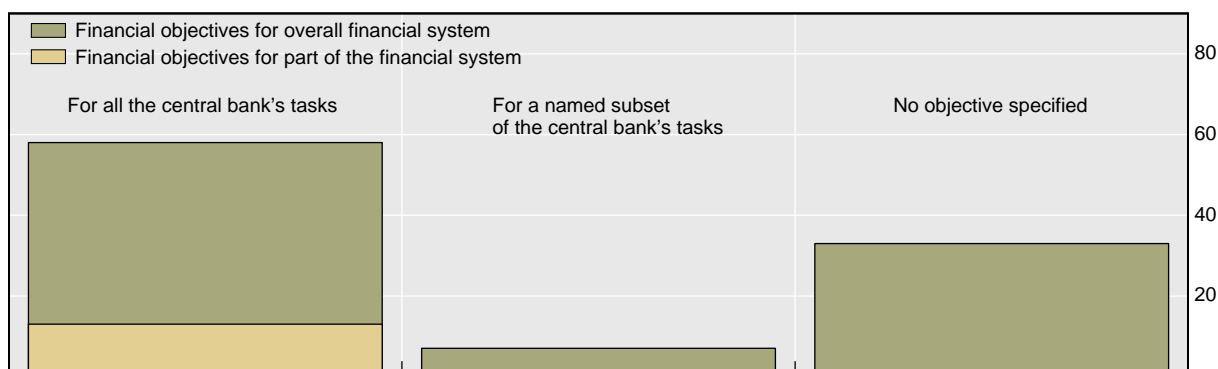 Financial objectives for overall financial system
Financial objectives for part of the financial system
For all the central bank’s tasks
For a named subset
of the central bank’s tasks
No objective specified
80
60
40
20